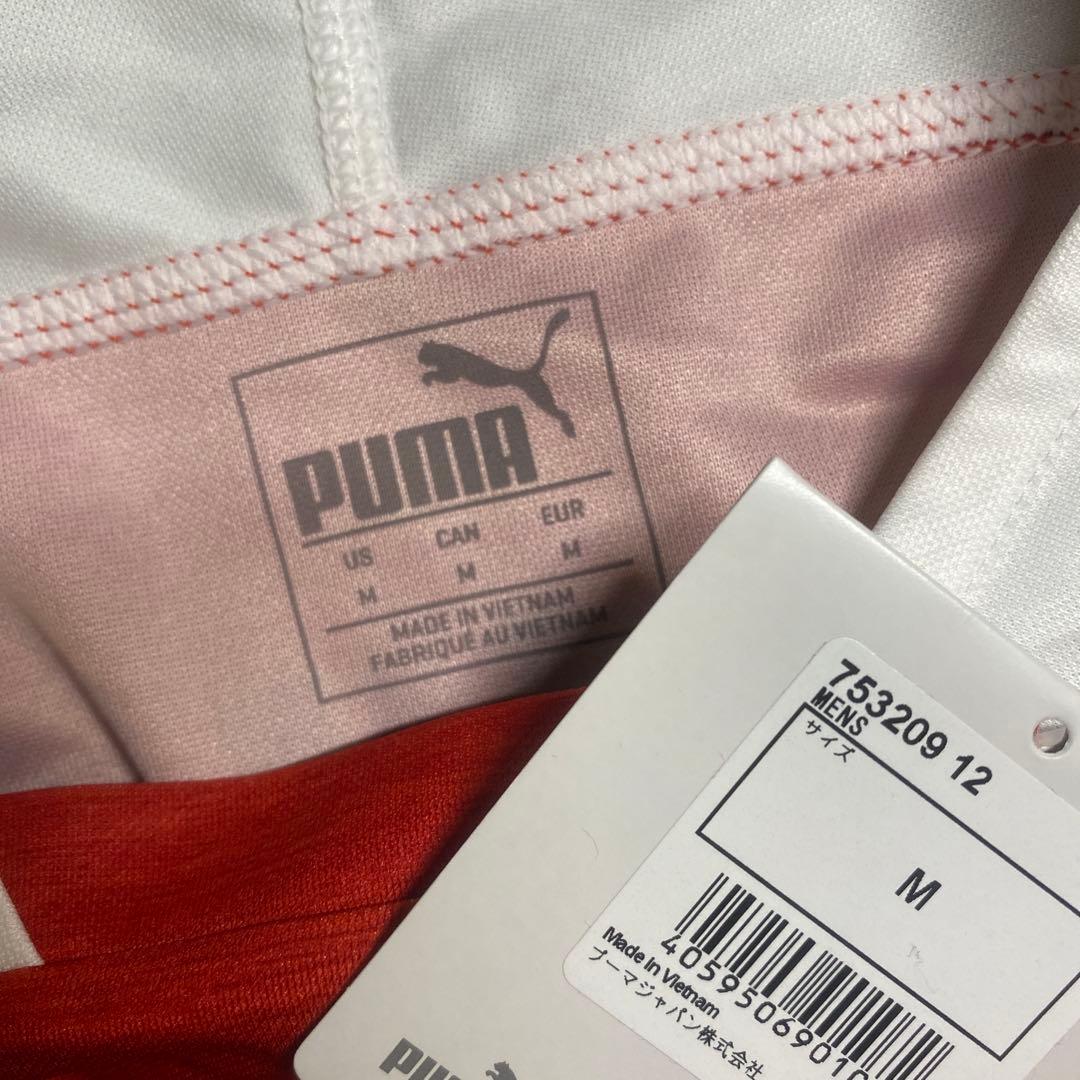 PUMA
US CAN EUR
M M M
MADE IN VIETNAM
FABRIQUÉ AU VIETNAM
753209 12
MENS
サイズ
M
4059506901
Made in Vietnam
プーマジャパン株式会社